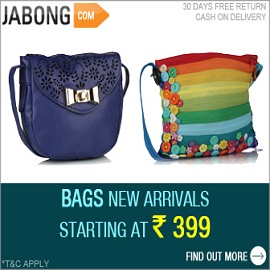 JABONG.COM
30 DAYS FREE RETURN
CASH ON DELIVERY
BAGS NEW ARRIVALS
STARTING AT ₹ 399
*T&C APPLY
FIND OUT MORE